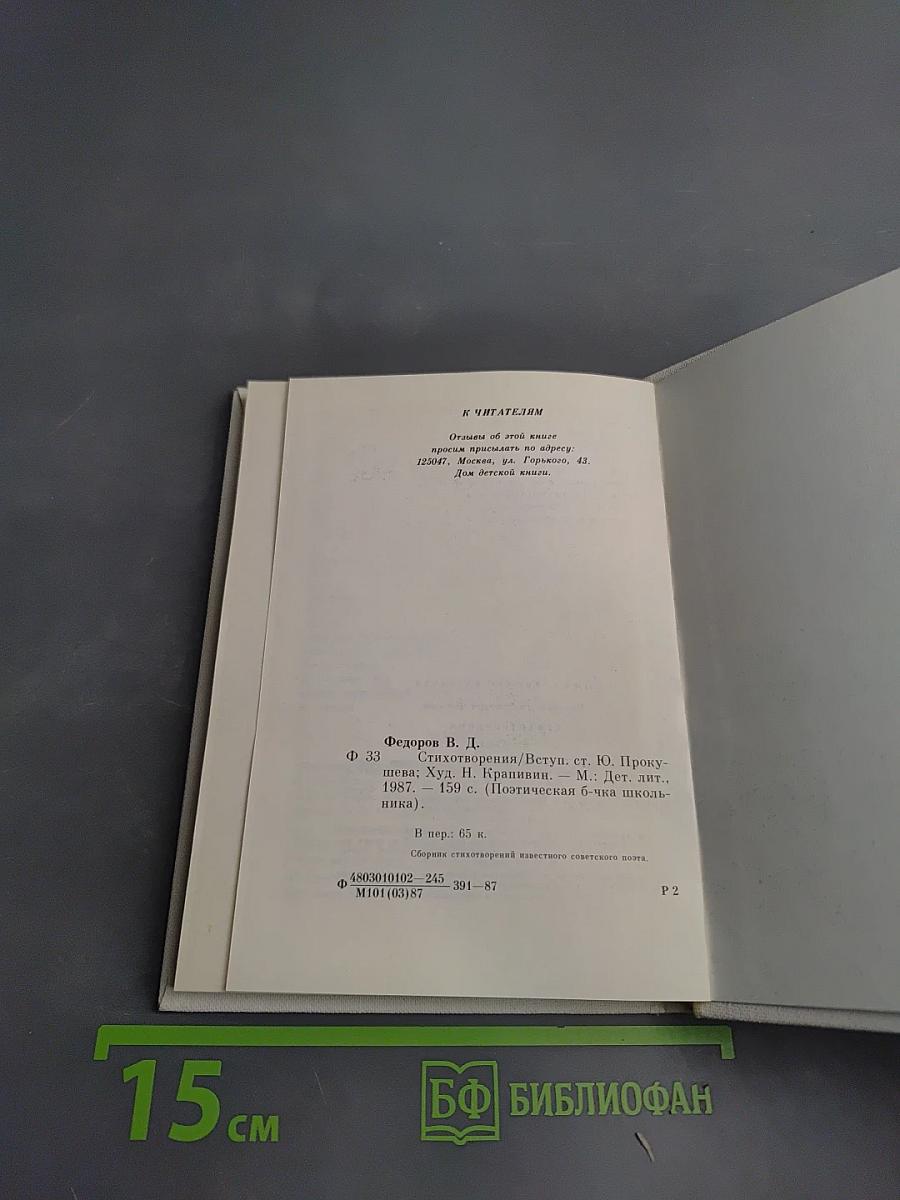 К ЧИТАТЕЛЯМ
Отзывы об этой книге
просим присылать по адресу:
125047, Москва, ул. Горького, 43.
Дом детской книги.
Федоров В. Д.
Ф 33 Стихотворения/Вступ. ст. Ю. Проку-
шева; Худ. Н. Крапивин. — М.: Дет. лит.,
1987. — 159 с. (Поэтическая б-чка школь-
ника).
В пер.: 65 к.
Сборник стихотворений известного советского поэта.
Ф 4803010102—245 391—87
М101(03)87
Р 2
15 см
БФ БИБЛИОФАН